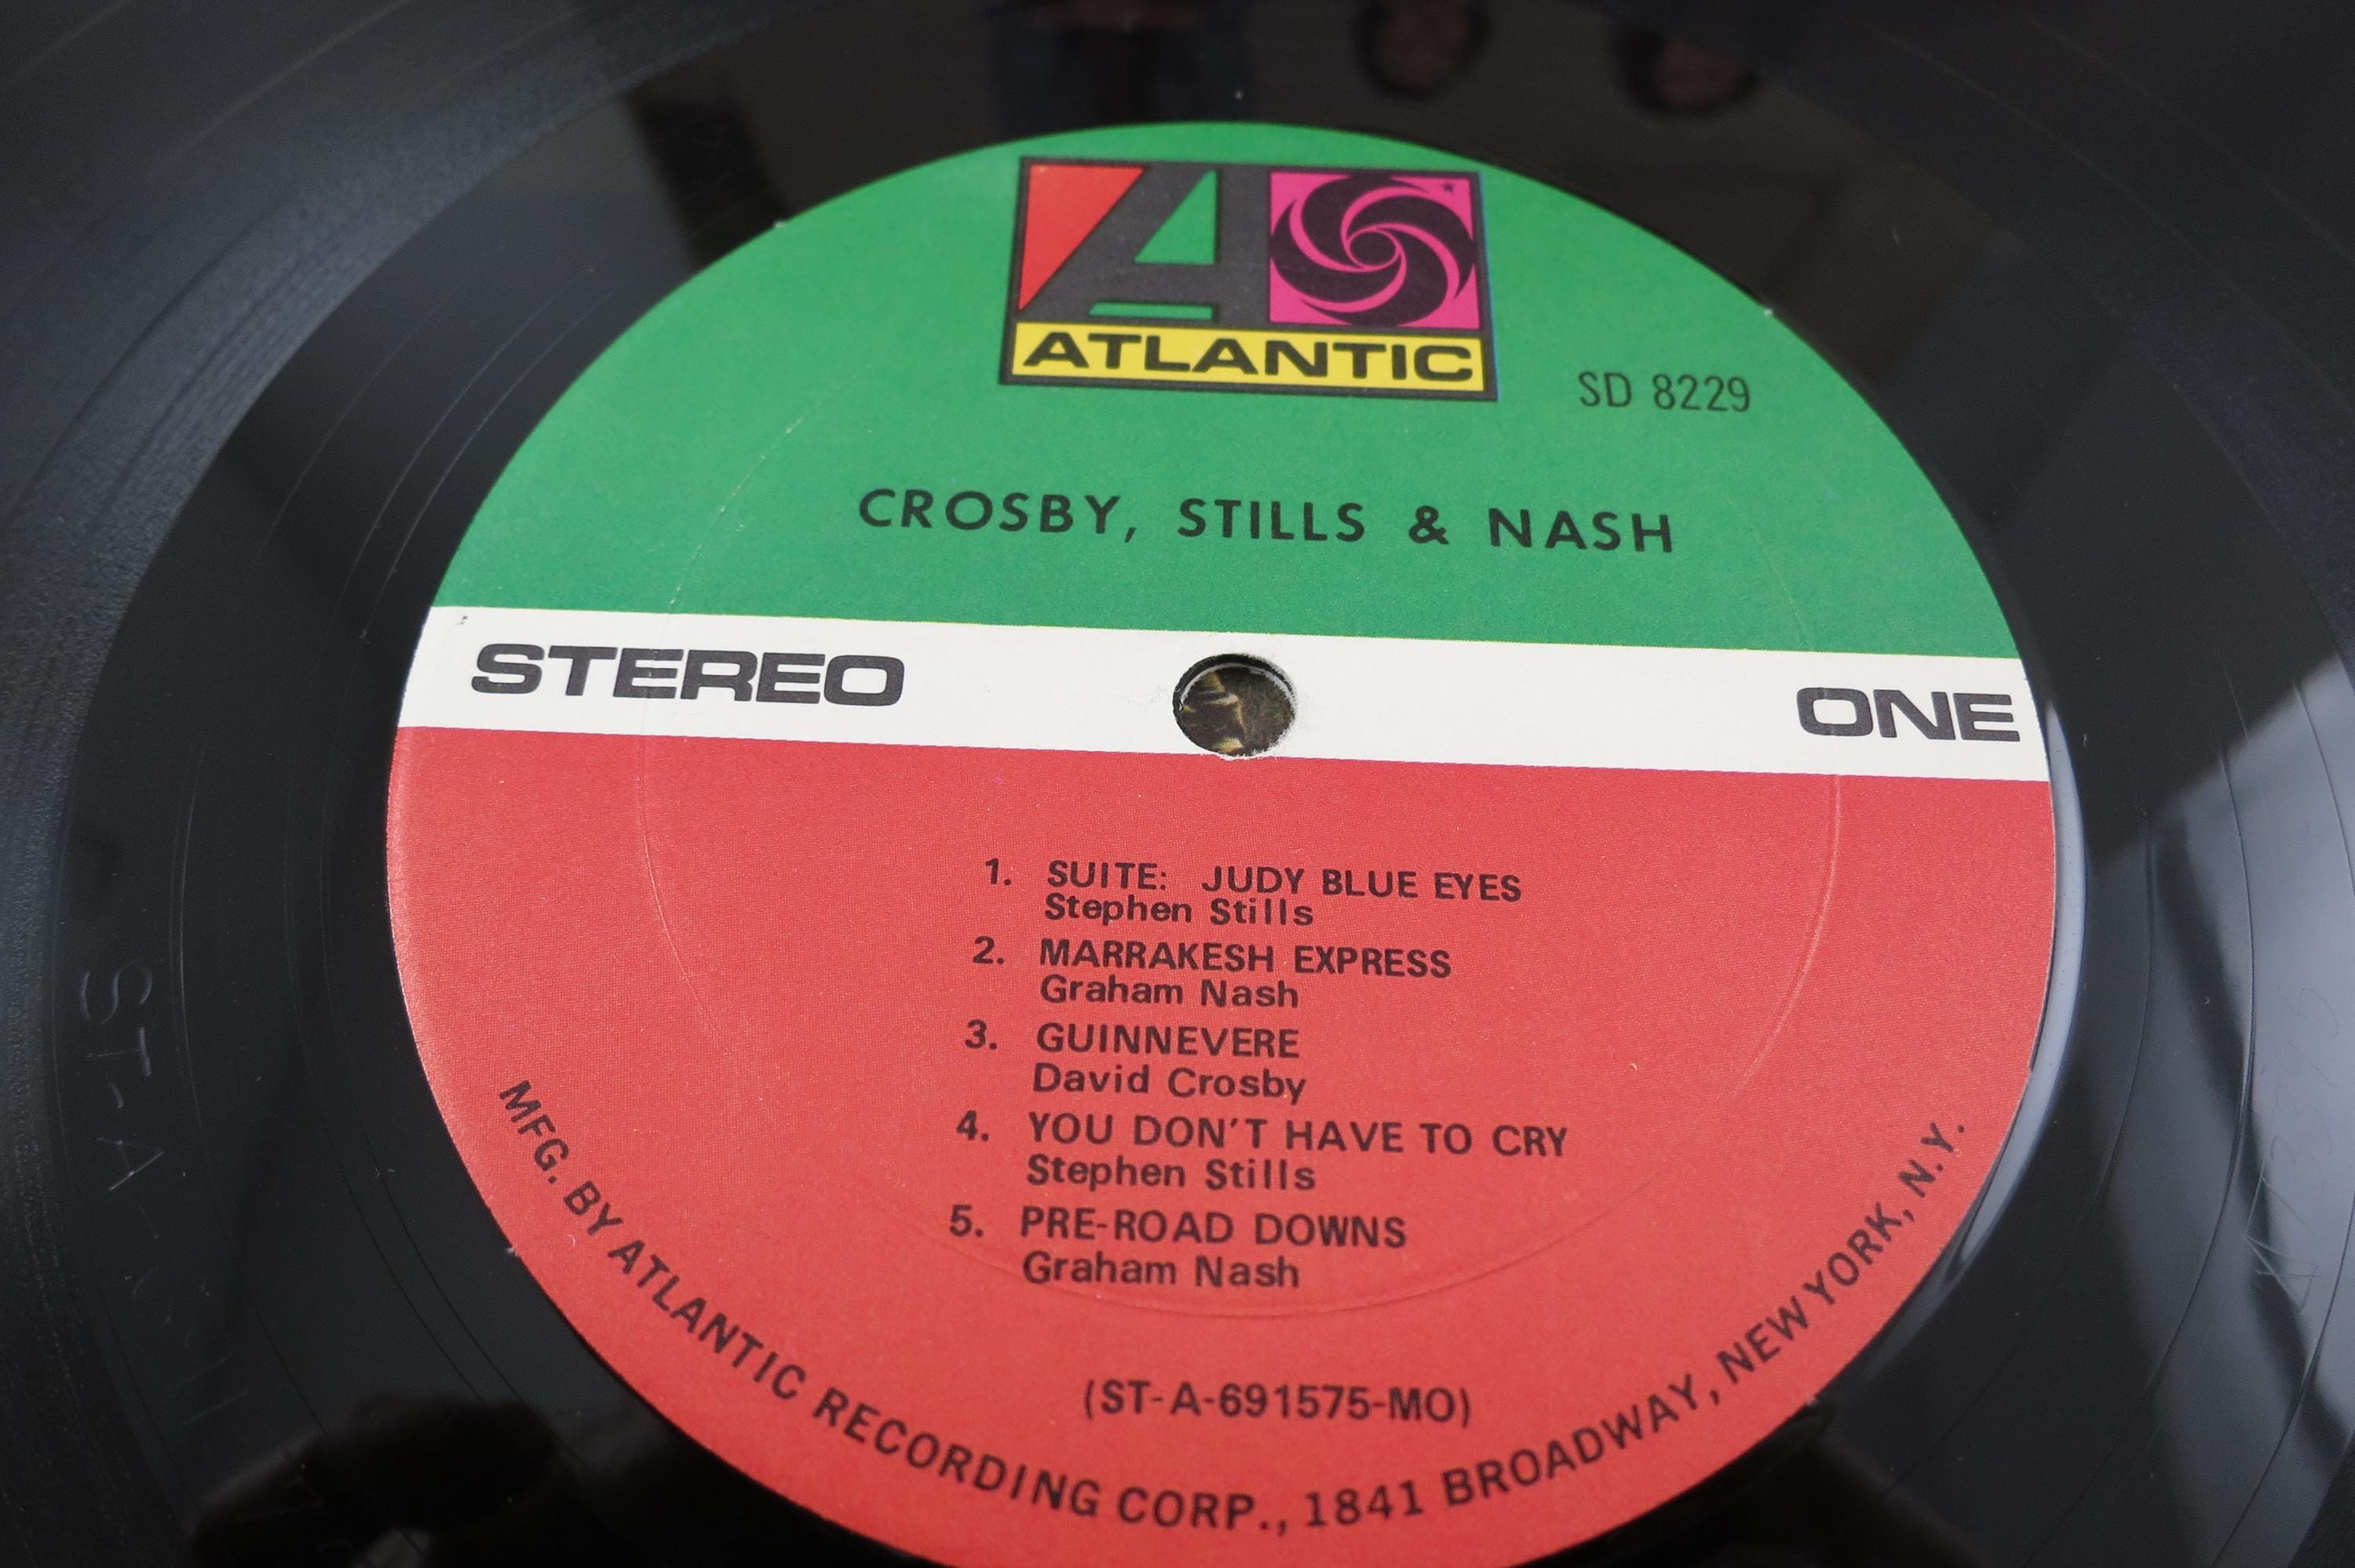 ATLANTIC
SD 8229
CROSBY, STILLS & NASH
STEREO
ONE
1. SUITE: JUDY BLUE EYES
Stephen Stills
2. MARRAKESH EXPRESS
Graham Nash
3. GUINNEVERE
David Crosby
4. YOU DON'T HAVE TO CRY
Stephen Stills
5. PRE-ROAD DOWNS
Graham Nash
(ST-A-691575-MO)
MFG. BY ATLANTIC RECORDING CORP., 1841 BROADWAY, NEW YORK, N.Y.
ST-A-